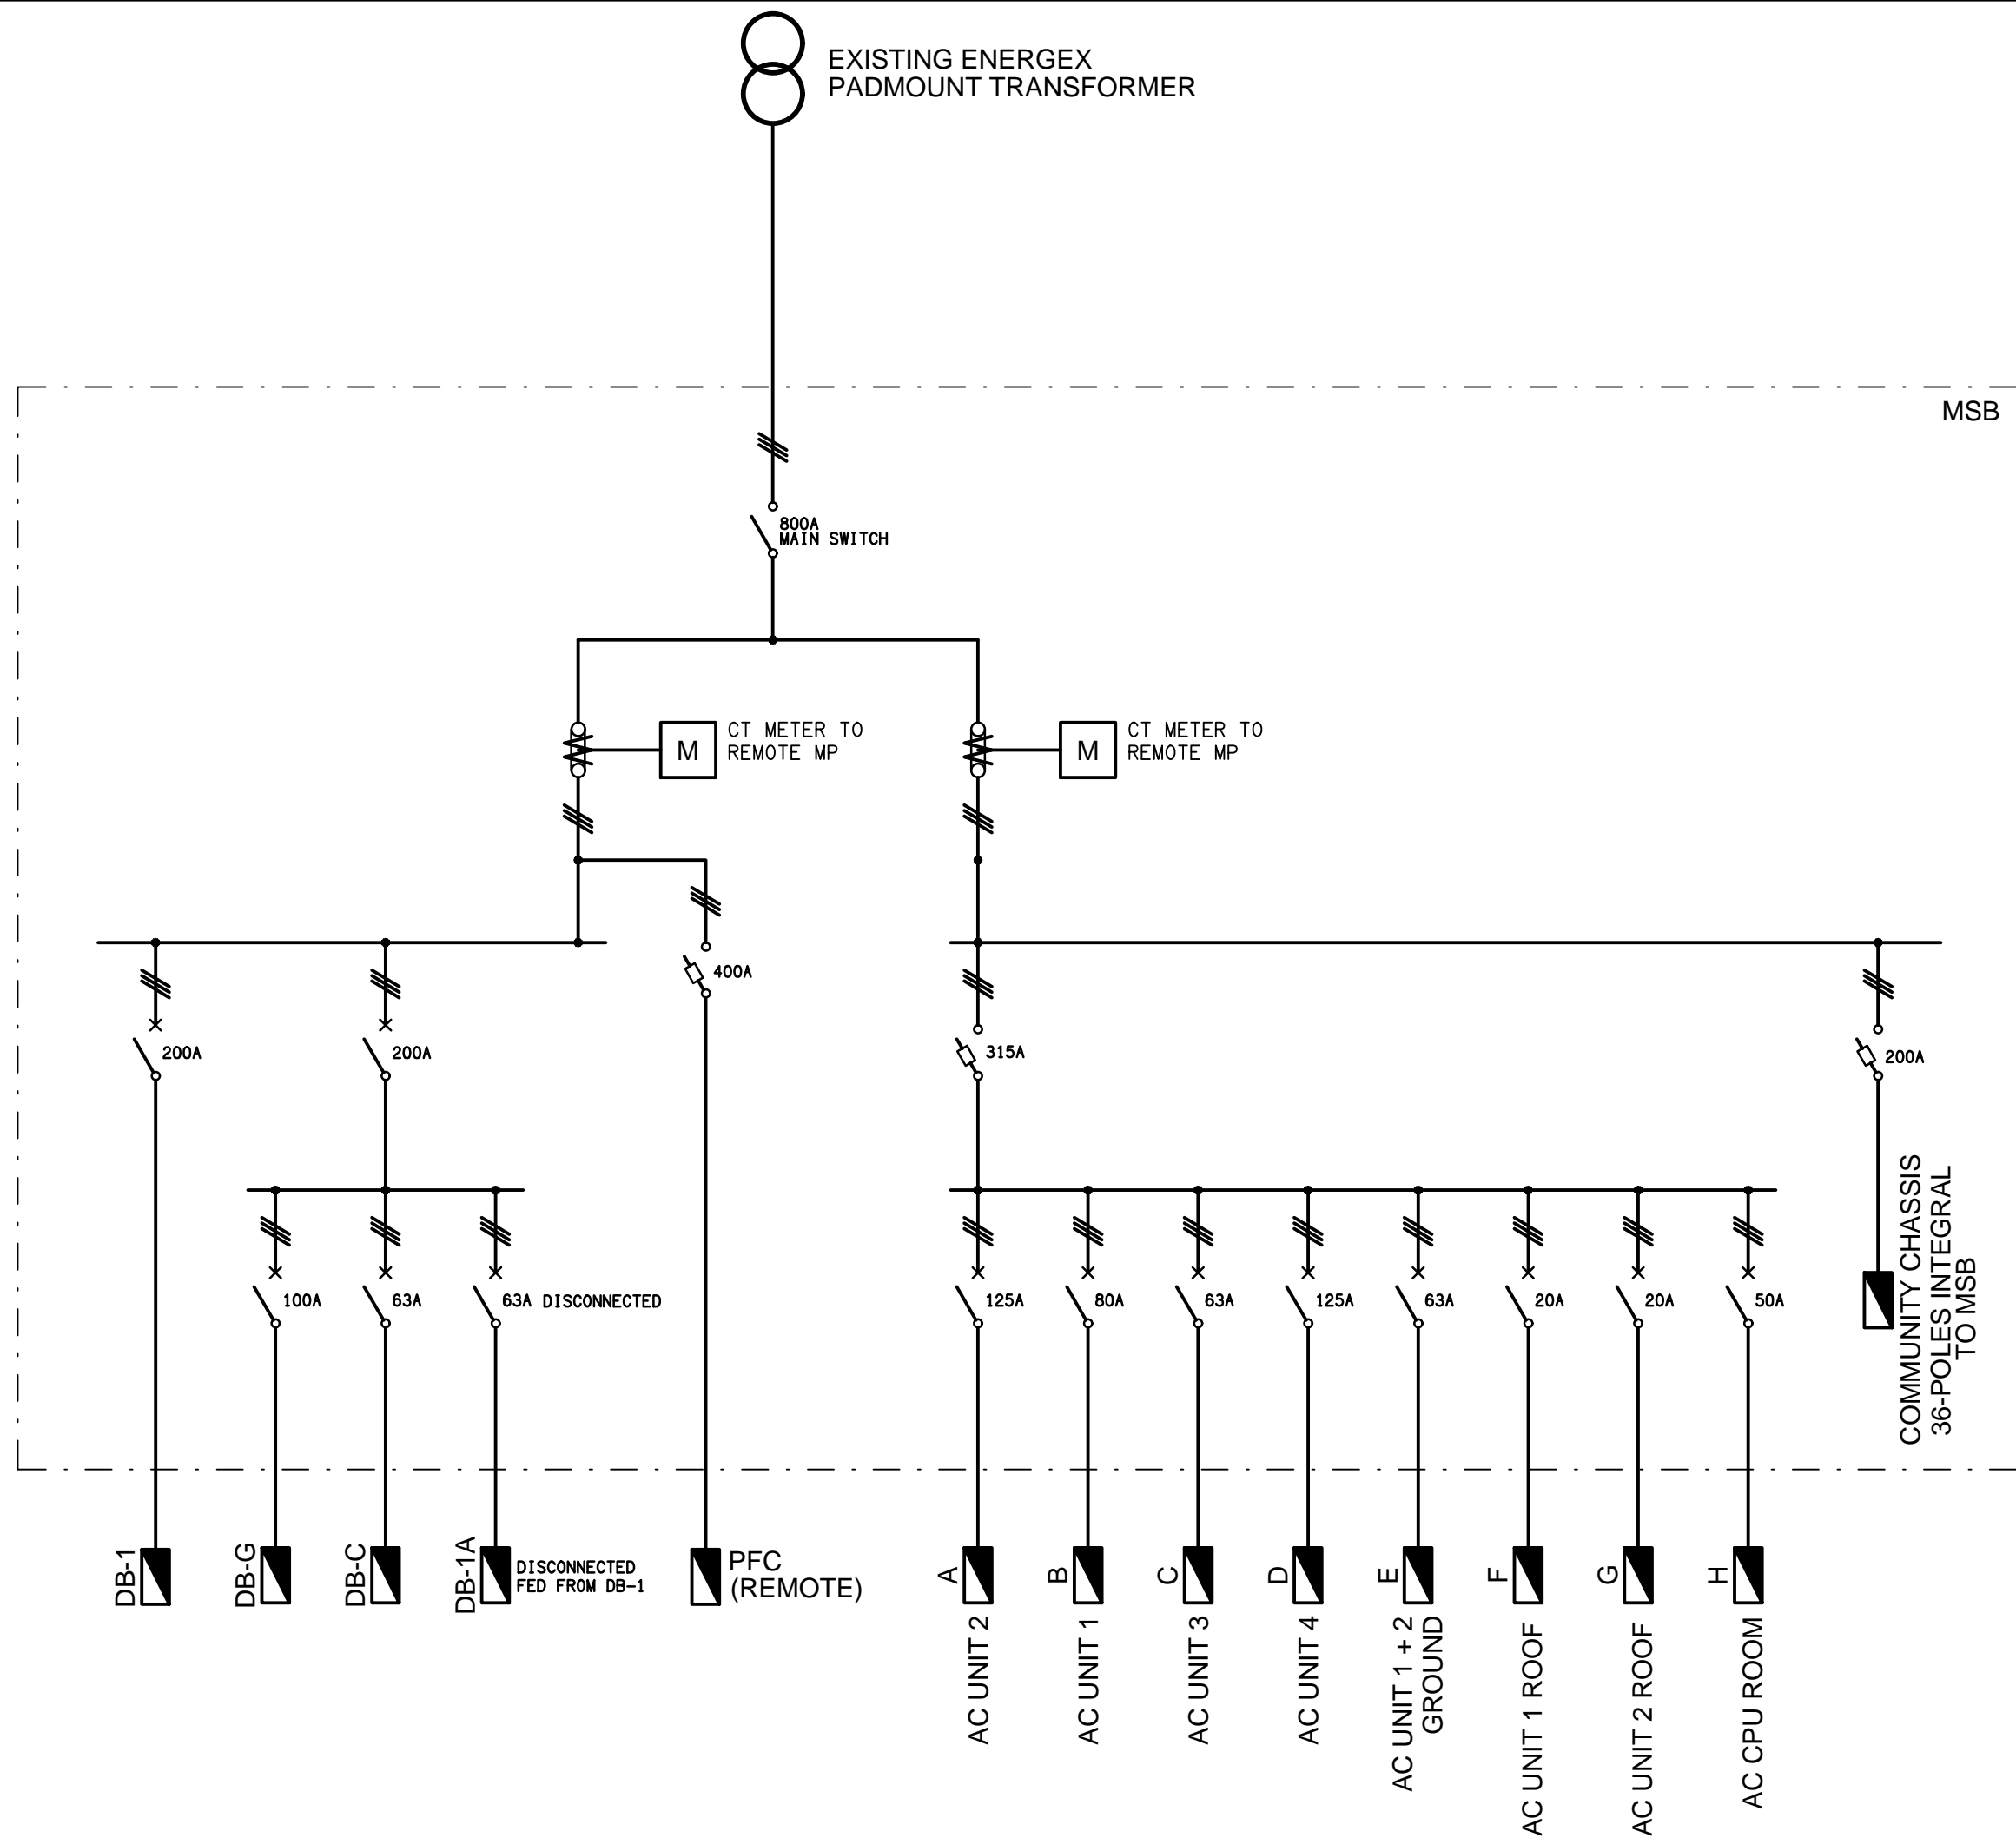 EXISTING ENERGEX
PADMOUNT TRANSFORMER
MSB
800A
MAIN SWITCH
M
CT METER TO
REMOTE MP
M
CT METER TO
REMOTE MP
400A
200A
200A
315A
200A
100A
63A
63A DISCONNECTED
125A
80A
63A
125A
63A
20A
20A
50A
COMMUNITY CHASSIS
36-POLES INTEGRAL
TO MSB
DB-1
DB-G
DB-C
DB-1A
DISCONNECTED
FED FROM DB-1
PFC
(REMOTE)
A
B
C
D
E
F
G
H
AC UNIT 2
AC UNIT 1
AC UNIT 3
AC UNIT 4
AC UNIT 1 + 2
GROUND
AC UNIT 1 ROOF
AC UNIT 2 ROOF
AC CPU ROOM